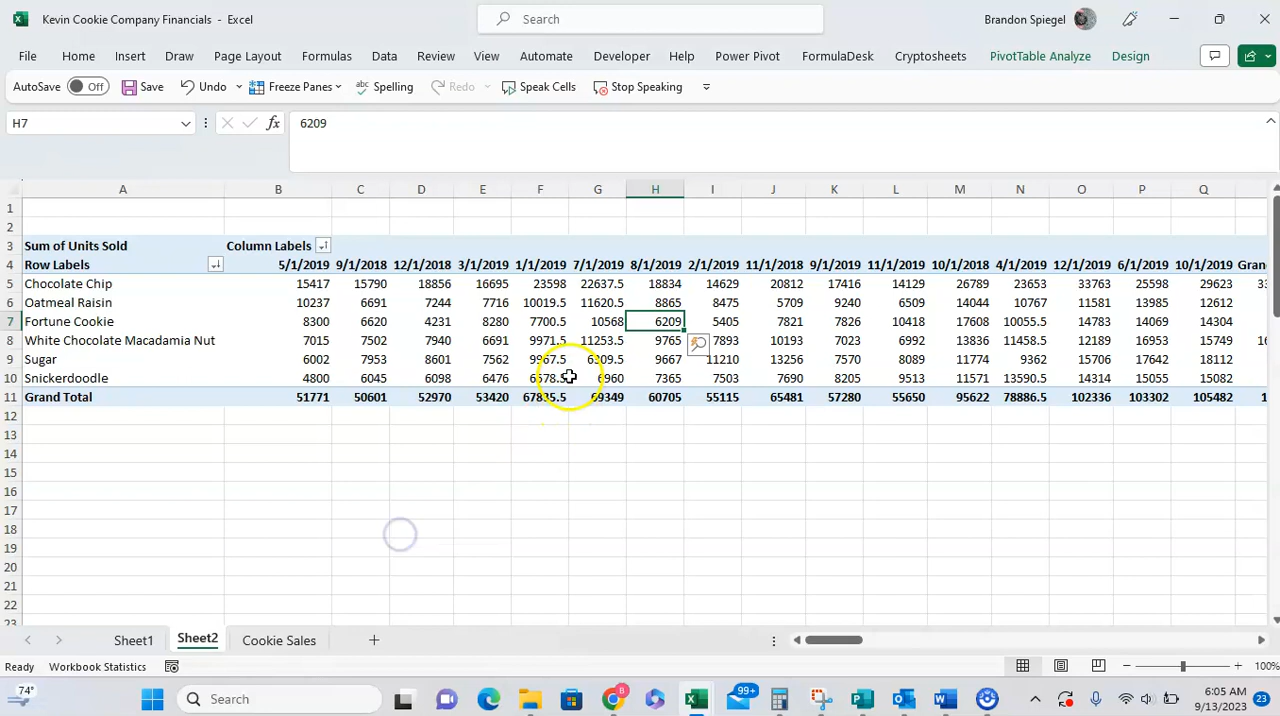 Kevin Cookie Company Financials - Excel
Search
Brandon Spiegel
File Home Insert Draw Page Layout Formulas Data Review View Automate Developer Help Power Pivot FormulaDesk Cryptosheets PivotTable Analyze Design
AutoSave Off Save Undo Freeze Panes abc Spelling Redo Speak Cells Stop Speaking
H7 fx 6209
A B C D E F G H I J K L M N O P Q
1
2
3 Sum of Units Sold Column Labels
4 Row Labels 5/1/2019 9/1/2018 12/1/2018 3/1/2019 1/1/2019 7/1/2019 8/1/2019 2/1/2019 11/1/2018 9/1/2019 11/1/2019 10/1/2018 4/1/2019 12/1/2019 6/1/2019 10/1/2019 Gran
5 Chocolate Chip 15417 15790 18856 16695 23598 22637.5 18834 14629 20812 17416 14129 26789 23653 33763 25598 29623 33
6 Oatmeal Raisin 10237 6691 7244 7716 10019.5 11620.5 8865 8475 5709 9240 6509 14044 10767 11581 13985 12612
7 Fortune Cookie 8300 6620 4231 8280 7700.5 10568 6209 5405 7821 7826 10418 17608 10055.5 14783 14069 14304
8 White Chocolate Macadamia Nut 7015 7502 7940 6691 9971.5 11253.5 9765 7893 10193 7023 6992 13836 11458.5 12189 16953 15749 16
9 Sugar 6002 7953 8601 7562 9967.5 6309.5 9667 11210 13256 7570 8089 11774 9362 15706 17642 18112
10 Snickerdoodle 4800 6045 6098 6476 6578.5 6960 7365 7503 7690 8205 9513 11571 13590.5 14314 15055 15082
11 Grand Total 51771 50601 52970 53420 67835.5 69349 60705 55115 65481 57280 55650 95622 78886.5 102336 103302 105482 1
12
13
14
15
16
17
18
19
20
21
22
23
Sheet1 Sheet2 Cookie Sales
Ready Workbook Statistics 100%
74° Search 99+ 6:05 AM
9/13/2023 23